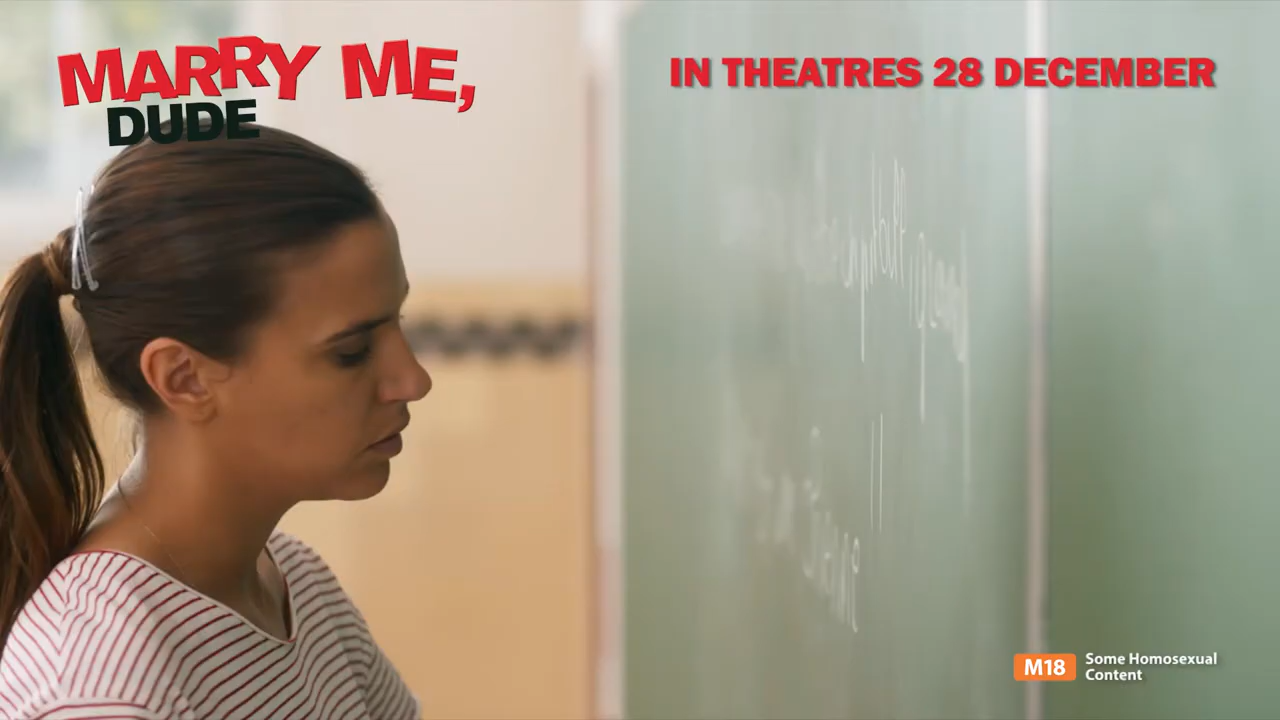 MARRY ME,
DUDE
IN THEATRES 28 DECEMBER
M18
Some Homosexual
Content